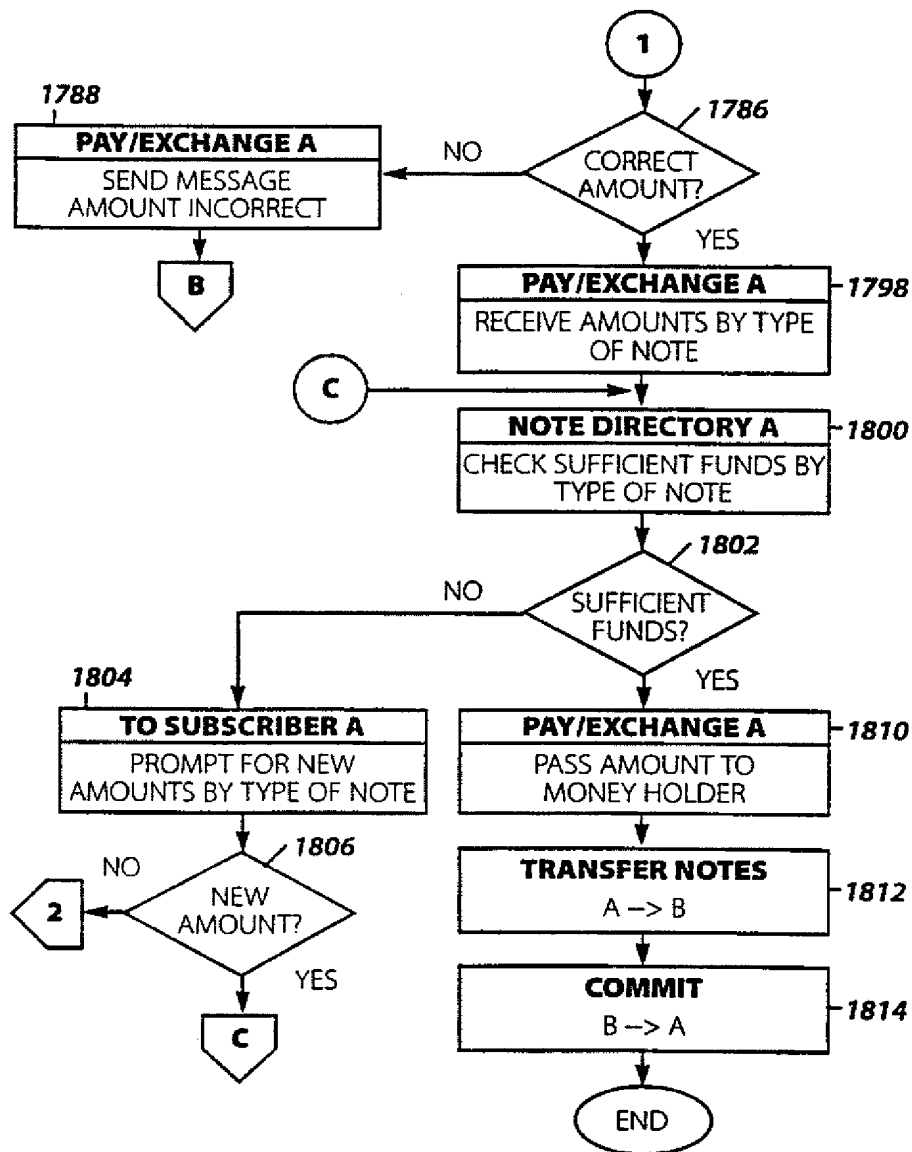 1
1786
CORRECT
AMOUNT?
NO
YES
1788
PAY/EXCHANGE A
SEND MESSAGE
AMOUNT INCORRECT
B
PAY/EXCHANGE A
1798
RECEIVE AMOUNTS BY TYPE
OF NOTE
C
NOTE DIRECTORY A
1800
CHECK SUFFICIENT FUNDS BY
TYPE OF NOTE
1802
SUFFICIENT
FUNDS?
NO
YES
1804
TO SUBSCRIBER A
PROMPT FOR NEW
AMOUNTS BY TYPE OF NOTE
1806
NEW
AMOUNT?
NO
2
YES
C
PAY/EXCHANGE A
1810
PASS AMOUNT TO
MONEY HOLDER
TRANSFER NOTES
1812
A –> B
COMMIT
1814
B –> A
END